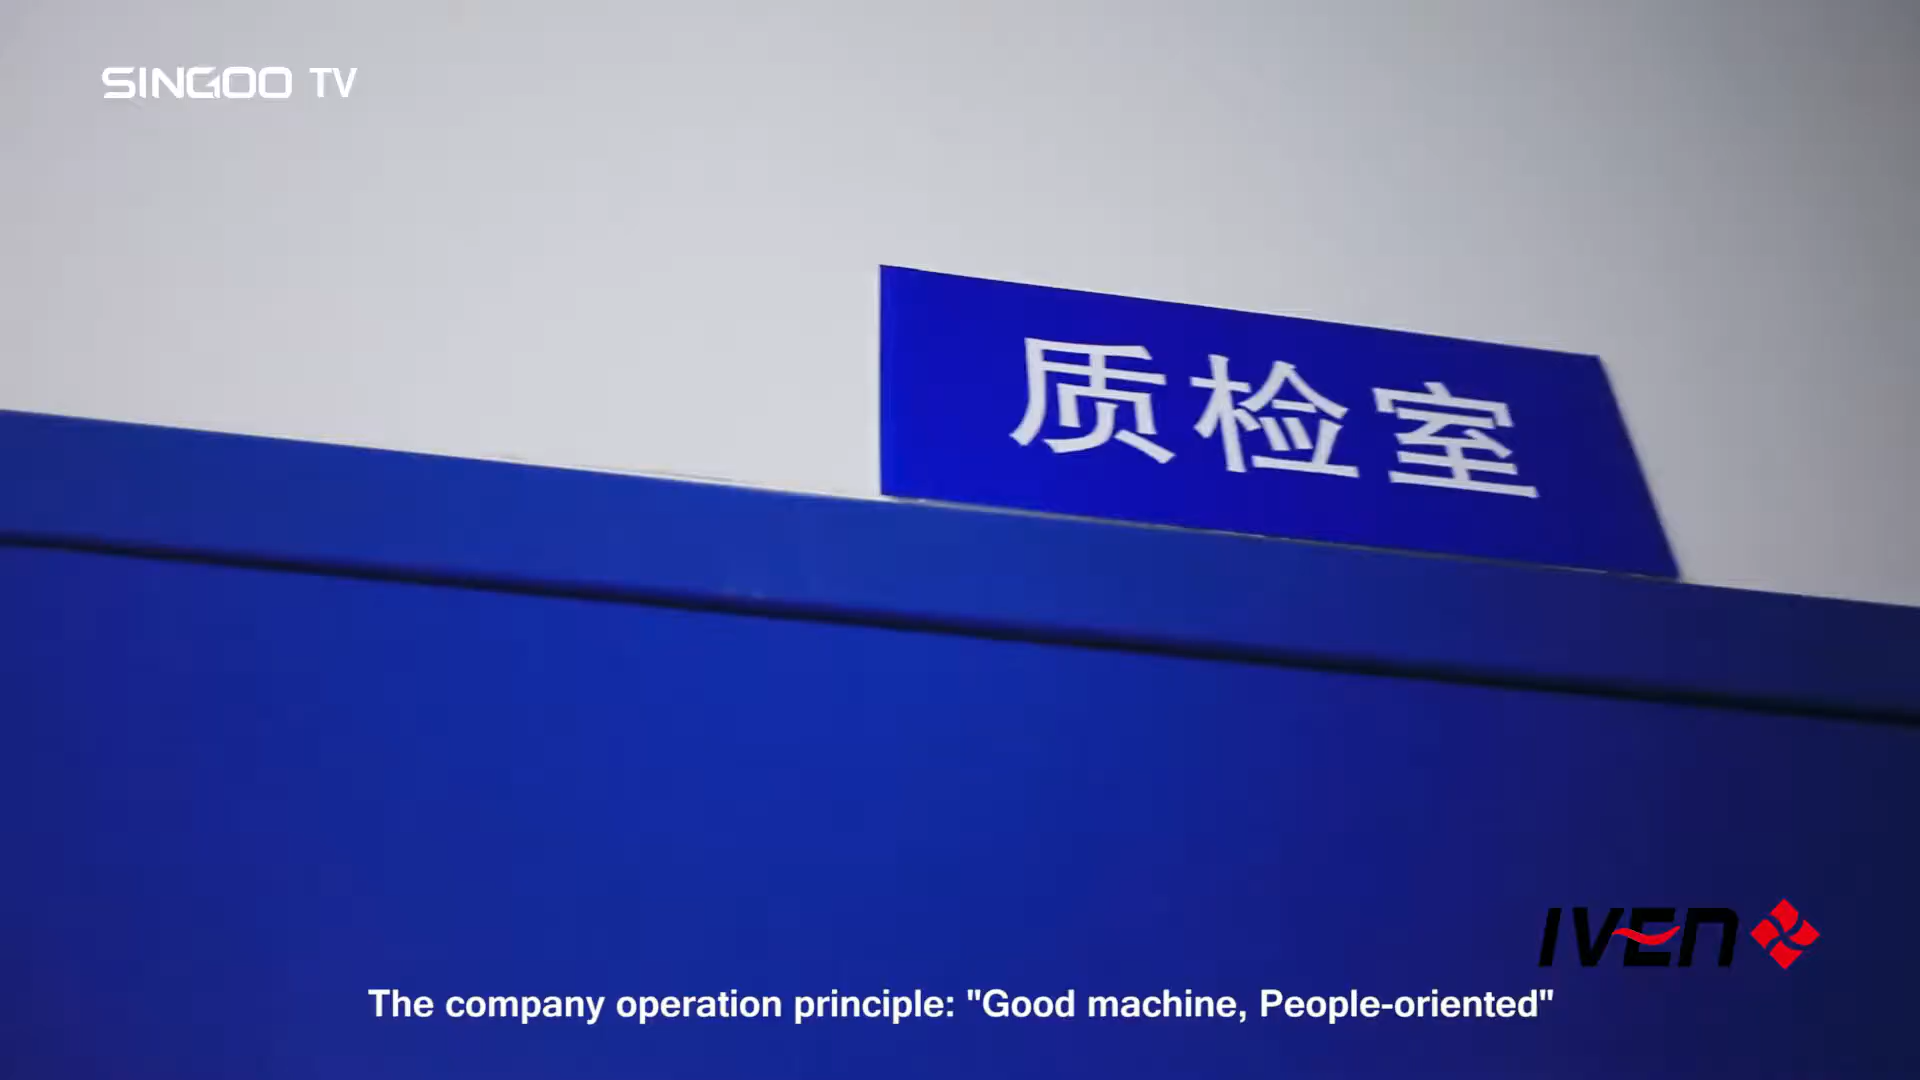 SINGOO TV
质检室
IVEN
The company operation principle: "Good machine, People-oriented"